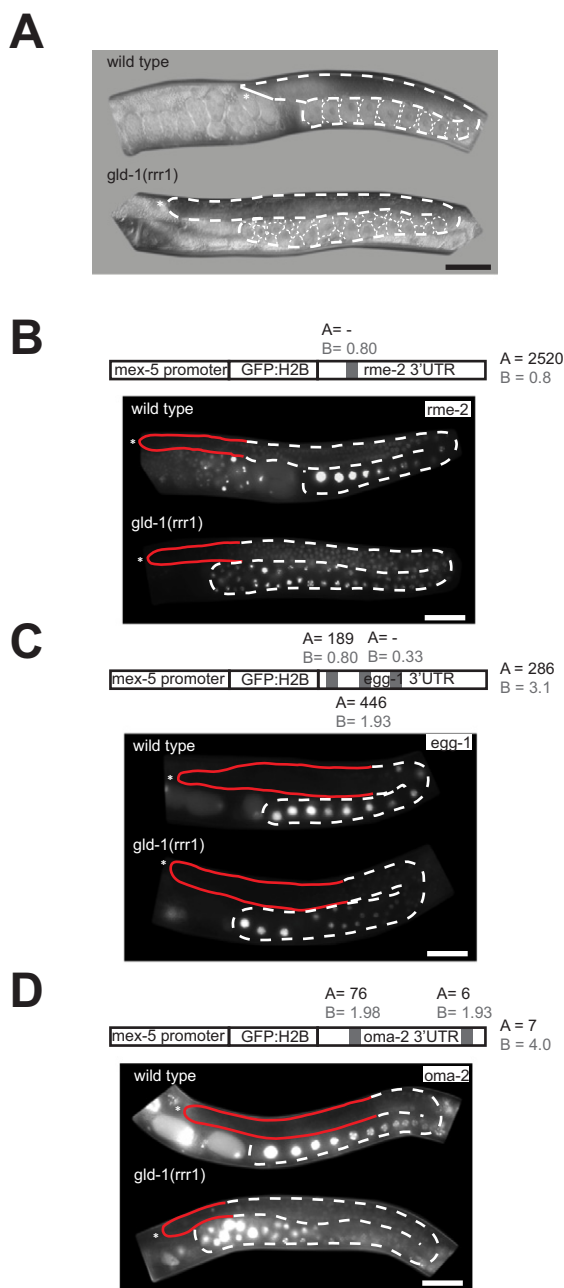 A
wild type
*
gld-1(rrr1)
*
B
A= -
B= 0.80
mex-5 promoter GFP:H2B rme-2 3'UTR
A = 2520
B = 0.8
wild type
rme-2
*
gld-1(rrr1)
*
C
A= 189 A= -
B= 0.80 B= 0.33
mex-5 promoter GFP:H2B egg-1 3'UTR
A = 286
B = 3.1
A= 446
B= 1.93
wild type
egg-1
*
gld-1(rrr1)
*
D
A= 76 A= 6
B= 1.98 B= 1.93
mex-5 promoter GFP:H2B oma-2 3'UTR
A = 7
B = 4.0
wild type
oma-2
*
gld-1(rrr1)
*